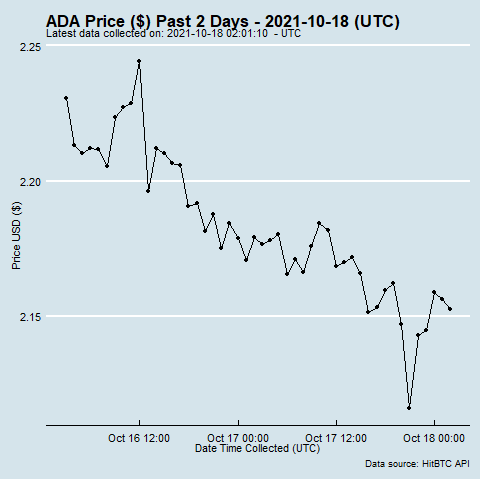 ADA Price ($) Past 2 Days - 2021-10-18 (UTC)
Latest data collected on: 2021-10-18 02:01:10  - UTC
2.25
2.20
2.15
Price USD ($)
Oct 16 12:00 Oct 17 00:00 Oct 17 12:00 Oct 18 00:00
Date Time Collected (UTC)
Data source: HitBTC API